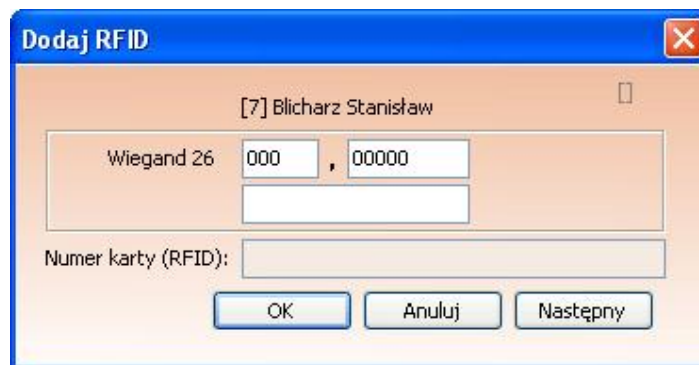 Dodaj RFID
[7] Blicharz Stanisław
Wiegand 26 000 , 00000
Numer karty (RFID):
OK Anuluj Następny